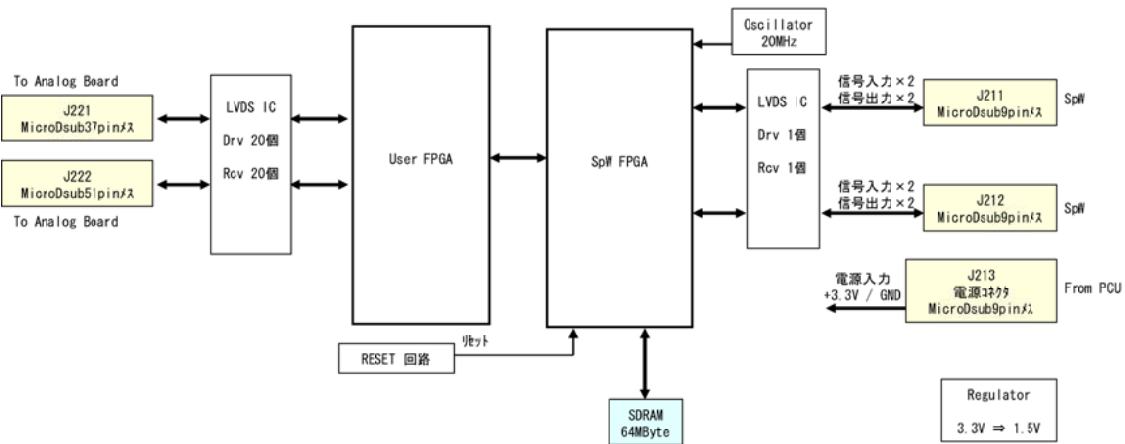 To Analog Board
J221
MicroDsub37pinメス
J222
MicroDsub51pinメス
To Analog Board
LVDS IC
Drv 20個
Rcv 20個
User FPGA
SpW FPGA
RESET 回路
リセット
SDRAM
64MByte
Oscillator
20MHz
LVDS IC
Drv 1個
Rcv 1個
信号入力×2
信号出力×2
J211
MicroDsub9pinメス
SpW
信号入力×2
信号出力×2
J212
MicroDsub9pinメス
SpW
電源入力
+3.3V / GND
J213
電源コネクタ
MicroDsub9pinメス
From PCU
Regulator
3.3V ⇒ 1.5V